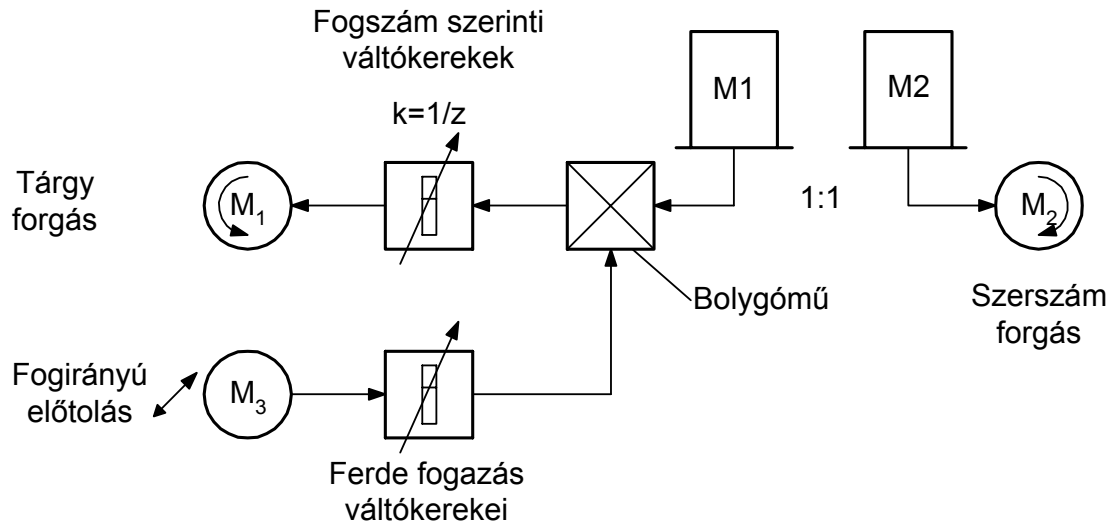 Fogszám szerinti
váltókerekek
k=1/z
M1
M2
Tárgy
forgás
M₁
1:1
M₂
Bolygómű
Szerszám
forgás
Fogirányú
előtolás
M₃
Ferde fogazás
váltókerekei